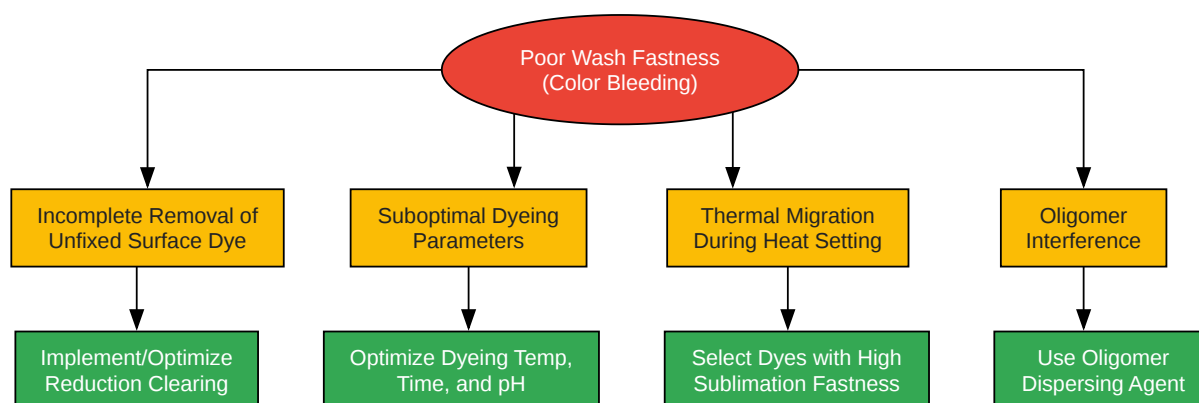 Poor Wash Fastness
(Color Bleeding)
Incomplete Removal of
Unfixed Surface Dye
Suboptimal Dyeing
Parameters
Thermal Migration
During Heat Setting
Oligomer
Interference
Implement/Optimize
Reduction Clearing
Optimize Dyeing Temp,
Time, and pH
Select Dyes with High
Sublimation Fastness
Use Oligomer
Dispersing Agent